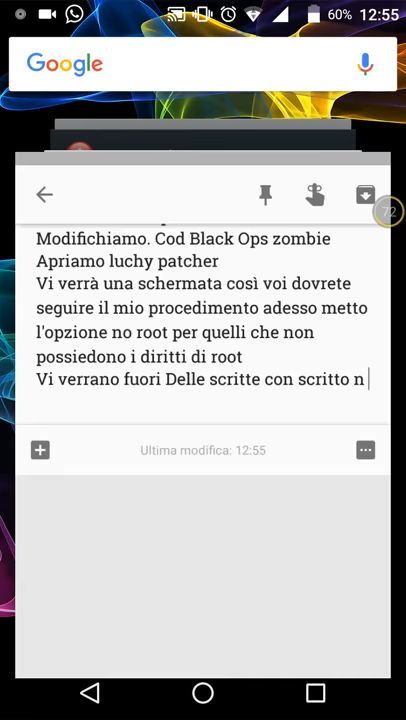 60% 12:55
Google
72
Modifichiamo. Cod Black Ops zombie
Apriamo luchy patcher
Vi verrà una schermata così voi dovrete
seguire il mio procedimento adesso metto
l'opzione no root per quelli che non
possiedono i diritti di root
Vi verrano fuori Delle scritte con scritto n
Ultima modifica: 12:55